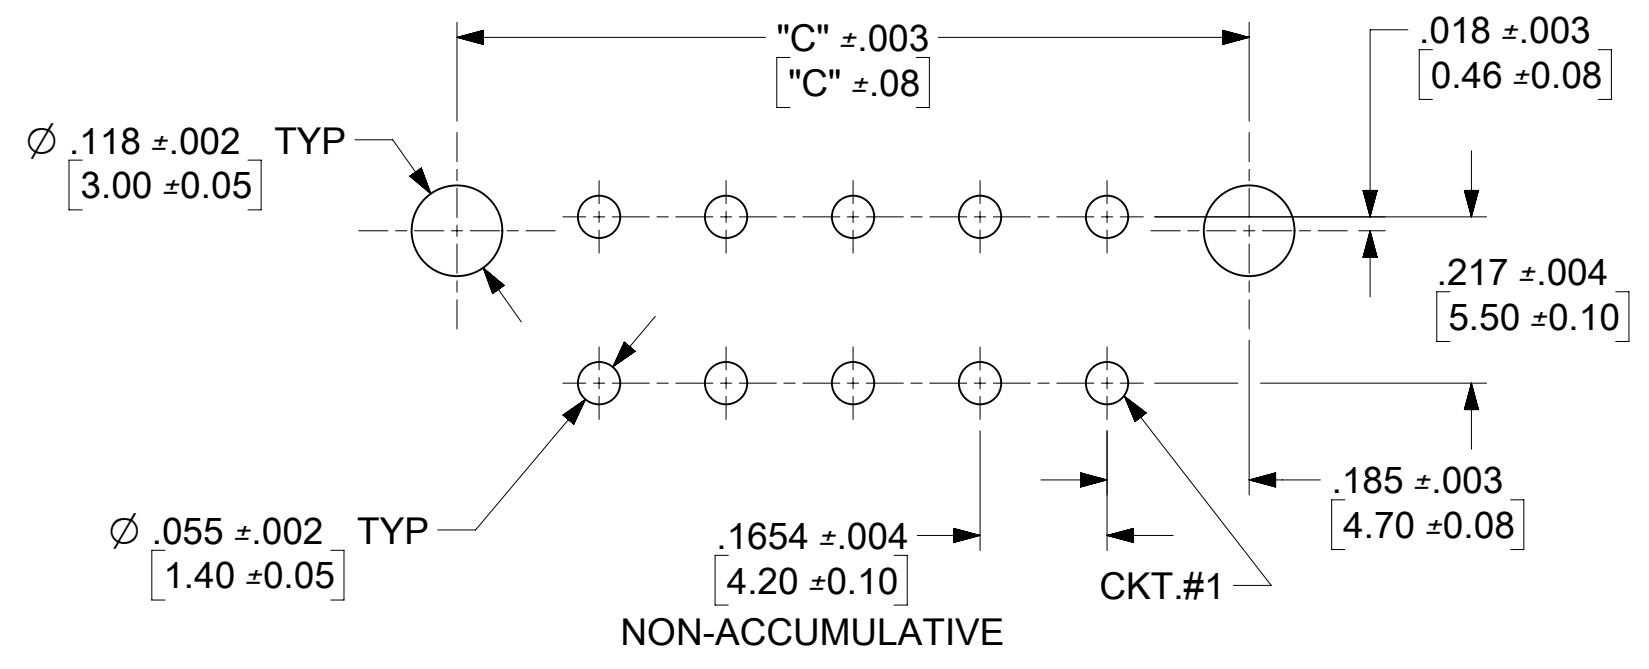 "C" ±.003
["C" ±.08]
.018 ±.003
[0.46 ±0.08]
Ø .118 ±.002 TYP
[3.00 ±0.05]
.217 ±.004
[5.50 ±0.10]
.185 ±.003
[4.70 ±0.08]
Ø .055 ±.002 TYP
[1.40 ±0.05]
.1654 ±.004
[4.20 ±0.10]
NON-ACCUMULATIVE
CKT.#1